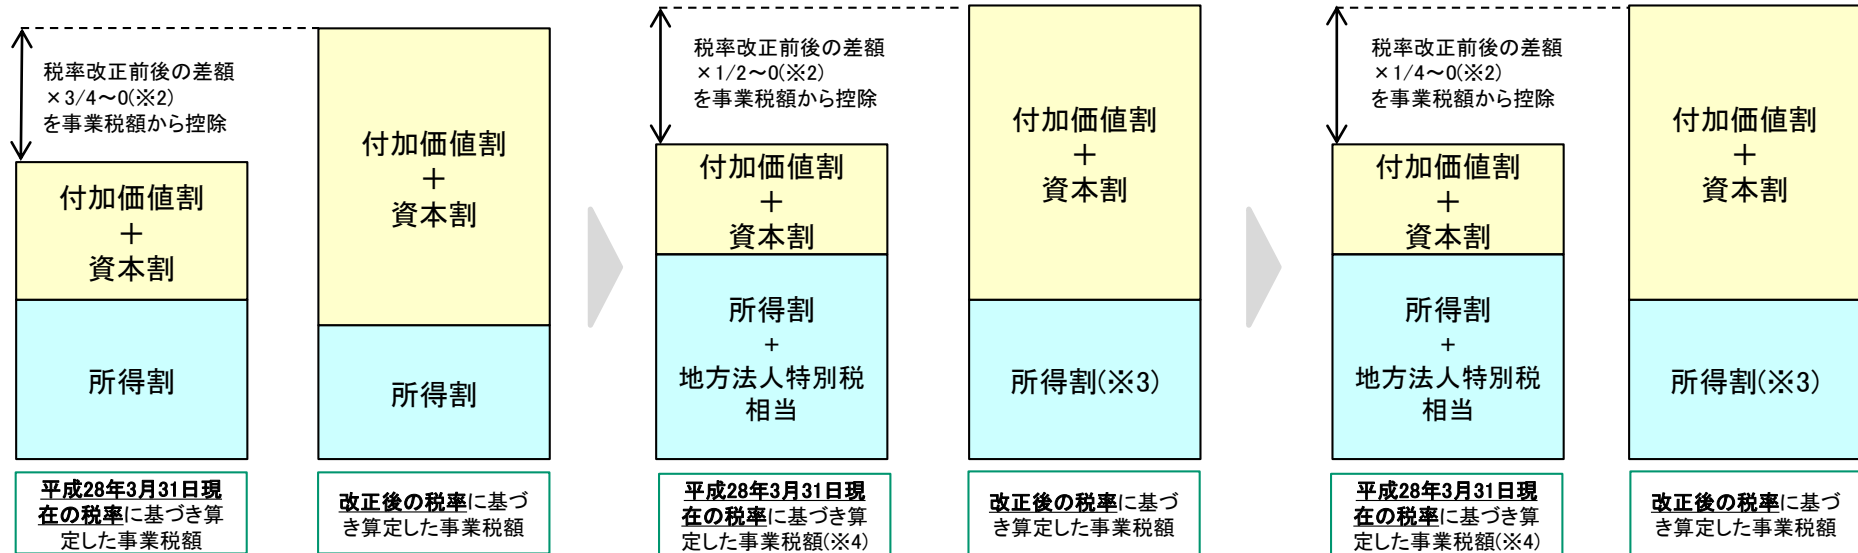 税率改正前後の差額
×3/4～0(※2)
を事業税額から控除
付加価値割
＋
資本割
所得割
平成28年3月31日現
在の税率に基づき算
定した事業税額
付加価値割
＋
資本割
所得割
改正後の税率に基づ
き算定した事業税額
税率改正前後の差額
×1/2～0(※2)
を事業税額から控除
付加価値割
＋
資本割
所得割
+
地方法人特別税
相当
平成28年3月31日現
在の税率に基づき算
定した事業税額(※4)
付加価値割
＋
資本割
所得割(※3)
改正後の税率に基づ
き算定した事業税額
税率改正前後の差額
×1/4～0(※2)
を事業税額から控除
付加価値割
＋
資本割
所得割
+
地方法人特別税
相当
平成28年3月31日現
在の税率に基づき算
定した事業税額(※4)
付加価値割
＋
資本割
所得割(※3)
改正後の税率に基づ
き算定した事業税額